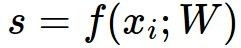 s = f(x_i; W)